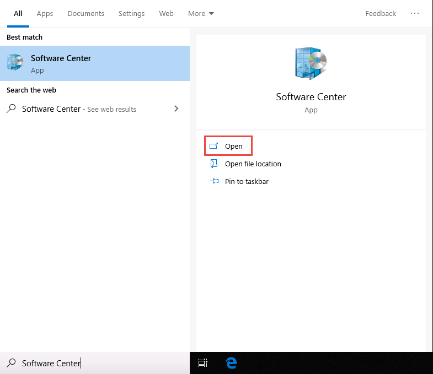 All Apps Documents Settings Web More Feedback ...
Best match
Software Center
App
Search the web
Software Center - See web results
Software Center
App
Open
Open file location
Pin to taskbar
Software Center